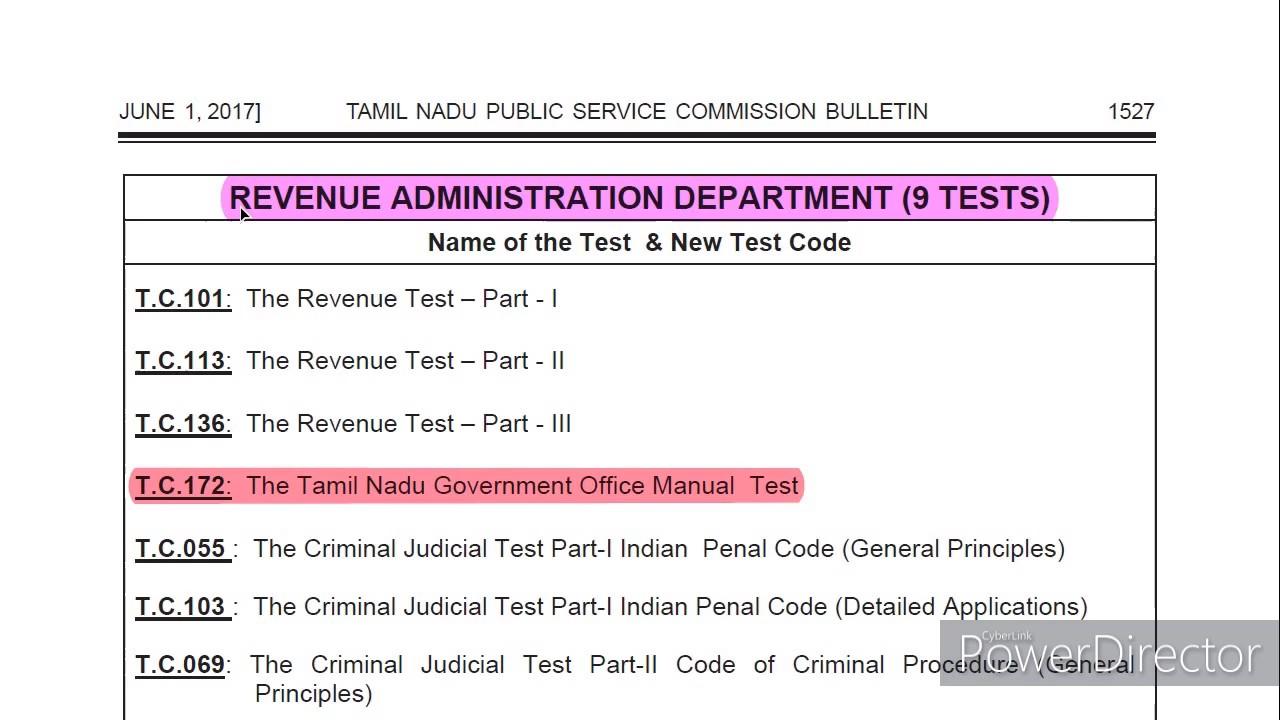 JUNE 1, 2017] TAMIL NADU PUBLIC SERVICE COMMISSION BULLETIN 1527
REVENUE ADMINISTRATION DEPARTMENT (9 TESTS)
Name of the Test & New Test Code
T.C.101: The Revenue Test – Part - I
T.C.113: The Revenue Test – Part - II
T.C.136: The Revenue Test – Part - III
T.C.172: The Tamil Nadu Government Office Manual Test
T.C.055 : The Criminal Judicial Test Part-I Indian Penal Code (General Principles)
T.C.103 : The Criminal Judicial Test Part-I Indian Penal Code (Detailed Applications)
T.C.069: The Criminal Judicial Test Part-II Code of Criminal Procedure (General
Principles)
CyberLink
PowerDirector